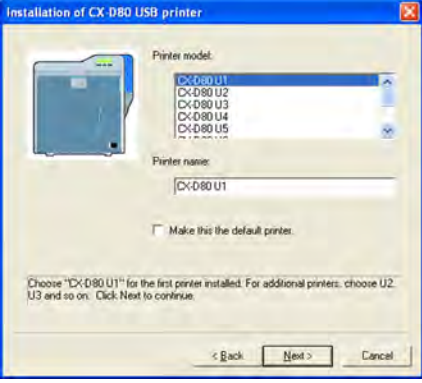 Installation of CX-D80 USB printer
Printer model:
CX-D80 U1
CX-D80 U2
CX-D80 U3
CX-D80 U4
CX-D80 U5
Printer name:
CX-D80 U1
Make this the default printer.
Choose "CX-D80 U1" for the first printer installed. For additional printers, choose U2,
U3 and so on. Click Next to continue.
< Back
Next >
Cancel